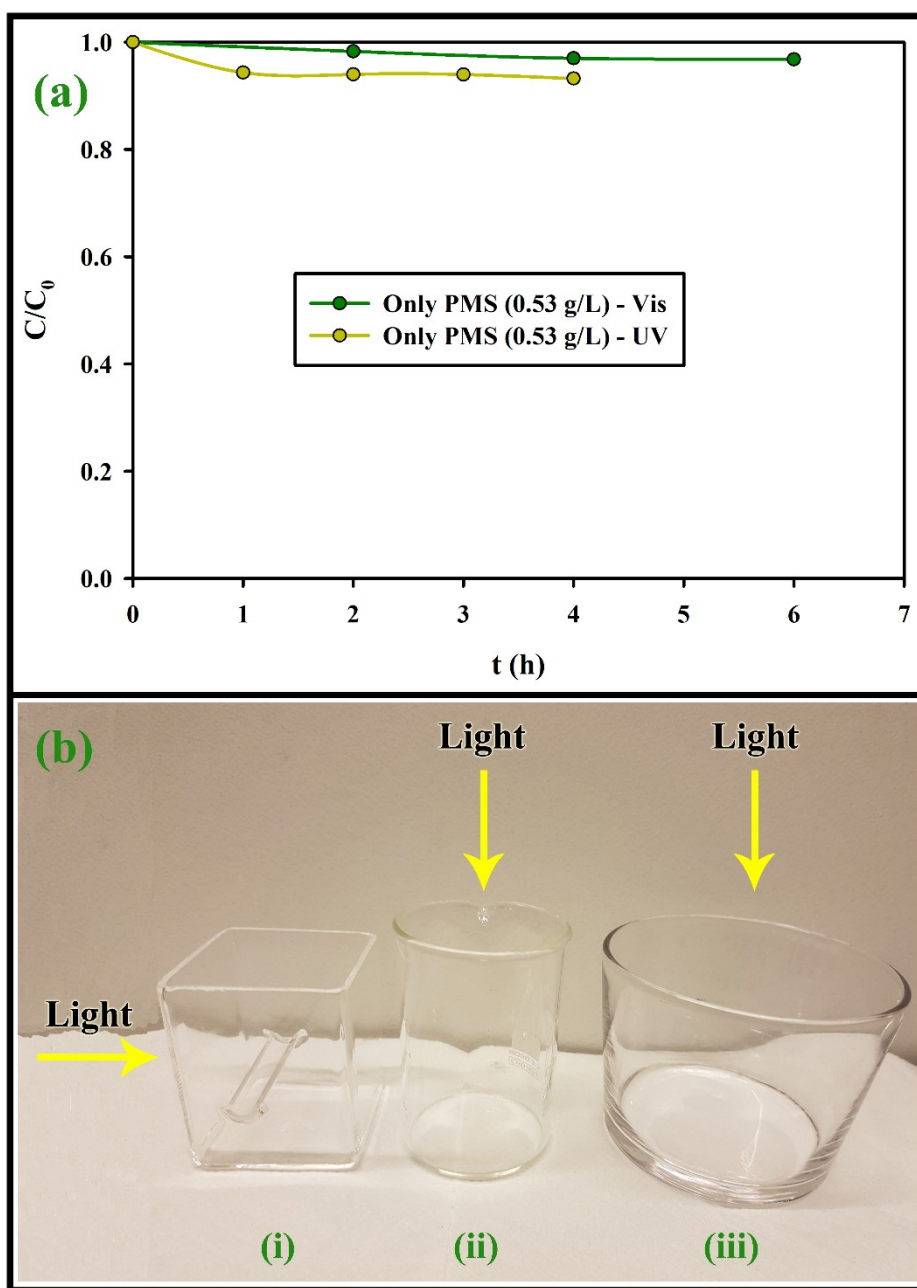 (a)
1.0
0.8
0.6
0.4
0.2
0.0
C/C0
Only PMS (0.53 g/L) - Vis
Only PMS (0.53 g/L) - UV
0 1 2 3 4 5 6 7
t (h)
(b)
Light Light
Light
(i) (ii) (iii)